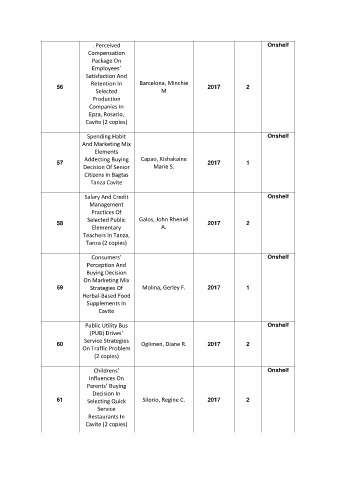 . Perceived
Compensation
Package On
Employees'
Satisfaction And
Retention In
Selected
Production
Companies In
Epza, Rosario,
Cavite (2 copies)
56
Barcelona, Minchie
M
2017
2
Onshelf
Spending Habit
And Marketing Mix
Elements
Addecting Buying
Decision Of Senior
Citizens In Bagtas
Tanza Cavite
57
Capao, Kishakaine
Marie S.
2017
1
Onshelf
Salary And Credit
Management
Practices Of
Selected Public
Elementary
Teachers In Tanza,
Tanza (2 copies)
58
Galos, John Rheniel
A.
2017
2
Onshelf
Consumers'
Perception And
Buying Decision
On Marketing Mix
Strategies Of
Herbal-Based Food
Supplements In
Cavite
59
Molina, Gerley F.
2017
1
Onshelf
Public Utility Bus
(PUB) Drives'
Service Strategies
On Traffic Problem
(2 copies)
60
Oglimen, Diane R.
2017
2
Onshelf
Childrens'
Influences On
Parents' Buying
Decision In
Selecting Quick
Service
Restaurants In
Cavite (2 copies)
61
Silorio, Regine C.
2017
2
Onshelf